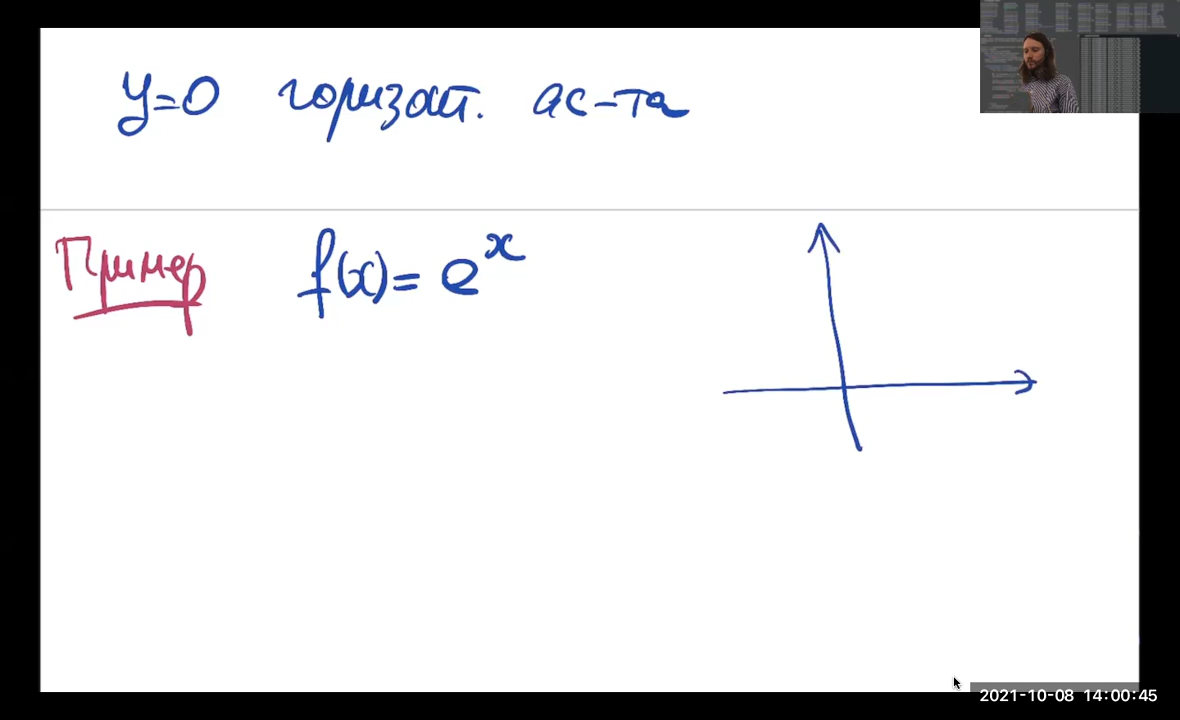 y=0 горизонт. ас-та
Пример f(x)= e^x
2021-10-08 14:00:45